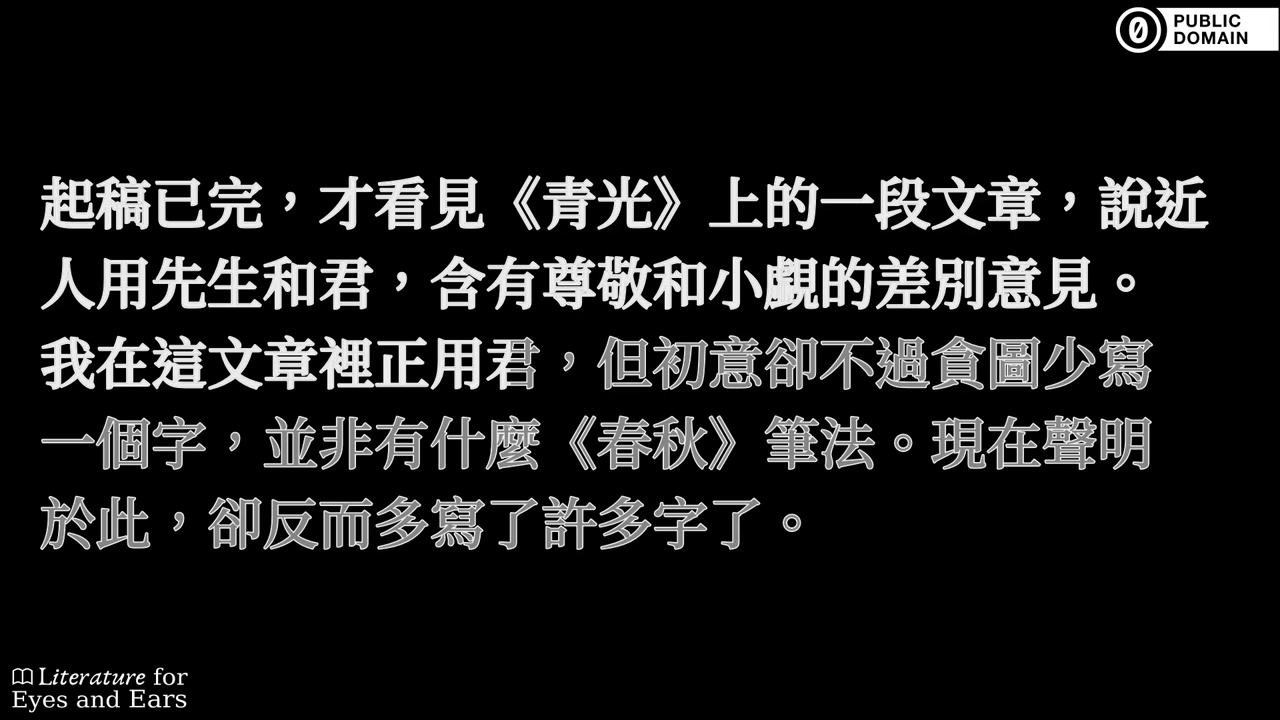 PUBLIC
DOMAIN
起稿已完，才看見《青光》上的一段文章，說近
人用先生和君，含有尊敬和小覷的差別意見。
我在這文章裡正用君，但初意卻不過貪圖少寫
一個字，並非有什麼《春秋》筆法。現在聲明
於此，卻反而多寫了許多字了。
Literature for
Eyes and Ears